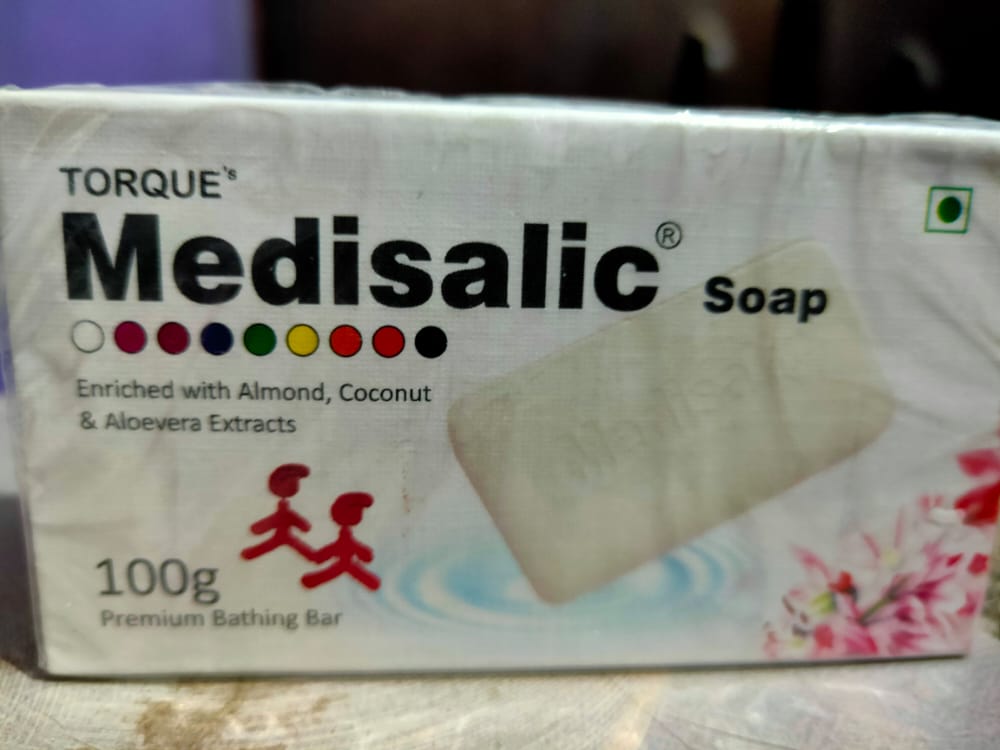 TORQUE's
Medisalic® Soap
Enriched with Almond, Coconut
& Aloevera Extracts
100g
Premium Bathing Bar